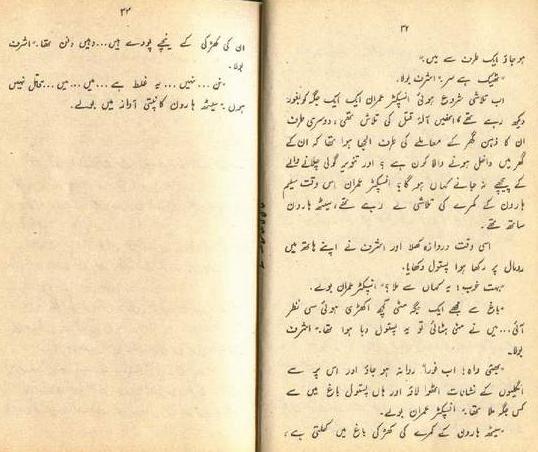 ۳۲
ہو جاؤ ایک طرف سے میں۔"
"ٹھیک ہے سر۔" اشرف بولا۔
اب تلاشی شروع ہوئی انسپکٹر عمران ایک ایک جگہ کو بغور
دیکھ رہے تھے، انھیں آلۂ قتل کی تلاش تھی، دوسری طرف
ان کا ذہن گھر کے معاملے کی طرف الجھا ہوا تھا کہ ان کے
گھر میں داخل ہونے والا کون ہے؟ اور تنویر گولی چلانے والے
کے پیچھے نہ جانے کہاں ہو گا؟ انسپکٹر عمران اس وقت سلیم
ہارون کے کمرے کی تلاشی لے رہے تھے، سیٹھ ہارون
ساتھ تھے۔
اسی وقت دروازہ کھلا اور اشرف نے اپنے ہاتھ میں
رومال پر رکھا ہوا پستول دکھایا۔
"بہت خوب! یہ کہاں سے ملا؟" انسپکٹر عمران بولے۔
"باغ سے مجھے ایک جگہ مٹی کچھ اکھڑی ہوئی سی نظر
آئی... میں نے مٹی ہٹائی تو یہ پستول دبا ہوا تھا۔" اشرف
بولا۔
"بھئی واہ! اب فوراً روانہ ہو جاؤ اور اس پر سے
انگلیوں کے نشانات اٹھوا لاؤ اور ہاں پستول باغ میں سے
کس جگہ ملا تھا۔" انسپکٹر عمران بولے۔
"سیٹھ ہارون کے کمرے کی کھڑکی باغ میں کھلتی ہے،
۳۳
ان کی کھڑکی کے نیچے پودے ہیں... وہیں دفن تھا۔" اشرف
بولا۔
"نن... نہیں... یہ غلط ہے... میں... میں... قاتل نہیں
ہوں۔" سیٹھ ہارون کانپتی آواز میں بولے۔